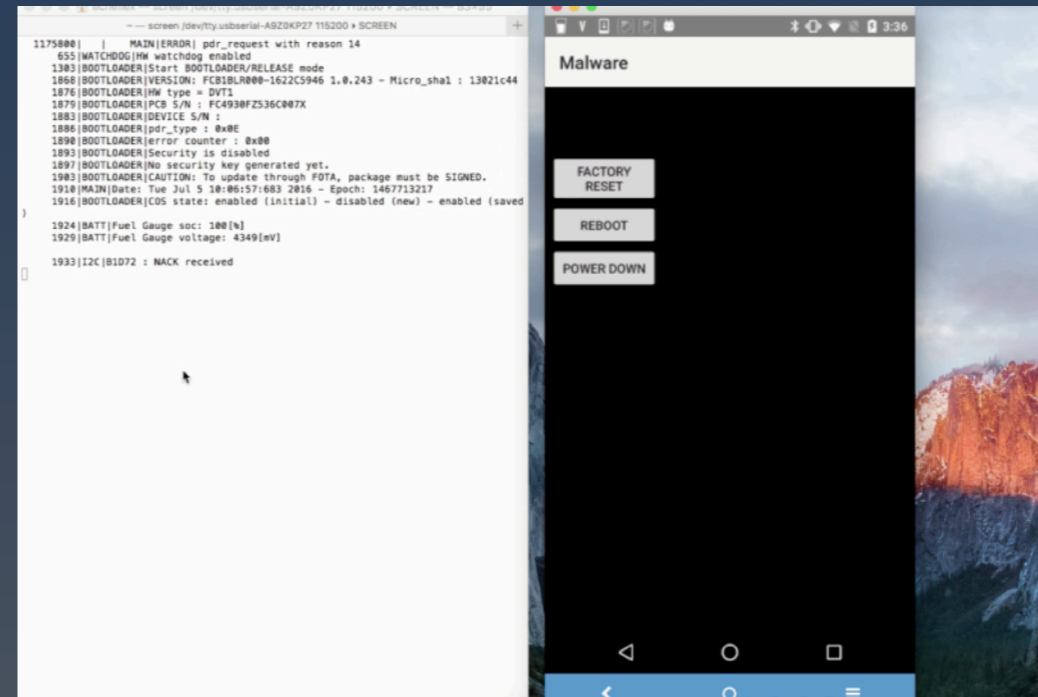 ~ — screen /dev/tty.usbserial-A9Z0KP27 115200 ▸ SCREEN
1175800|   |    MAIN|ERROR| pdr_request with reason 14
655|WATCHDOG|HW watchdog enabled
1303|BOOTLOADER|Start BOOTLOADER/RELEASE mode
1868|BOOTLOADER|VERSION: FCB1BLR000-1622C5946 1.0.243 - Micro_sha1 : 13021c44
1876|BOOTLOADER|HW type = DVT1
1879|BOOTLOADER|PCB S/N : FC4930FZ536C007X
1883|BOOTLOADER|DEVICE S/N :
1886|BOOTLOADER|pdr_type : 0x0E
1890|BOOTLOADER|error counter : 0x00
1893|BOOTLOADER|Security is disabled
1897|BOOTLOADER|No security key generated yet.
1903|BOOTLOADER|CAUTION: To update through FOTA, package must be SIGNED.
1910|MAIN|Date: Tue Jul 5 10:06:57:683 2016 - Epoch: 1467713217
1916|BOOTLOADER|COS state: enabled (initial) - disabled (new) - enabled (saved
)
1924|BATT|Fuel Gauge soc: 100[%]
1929|BATT|Fuel Gauge voltage: 4349[mV]
1933|I2C|B1D72 : NACK received
3:36
Malware
FACTORY
RESET
REBOOT
POWER DOWN